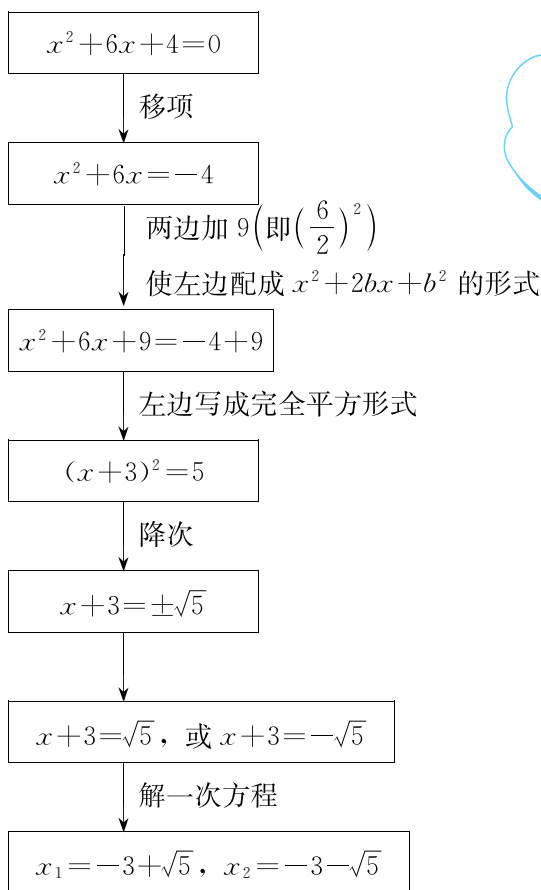 x²+6x+4=0
移项
x²+6x=−4
两边加 9(即(6/2)²)
使左边配成 x²+2bx+b² 的形式
x²+6x+9=−4+9
左边写成完全平方形式
(x+3)²=5
降次
x+3=±√5
x+3=√5，或 x+3=−√5
解一次方程
x₁=−3+√5，x₂=−3−√5